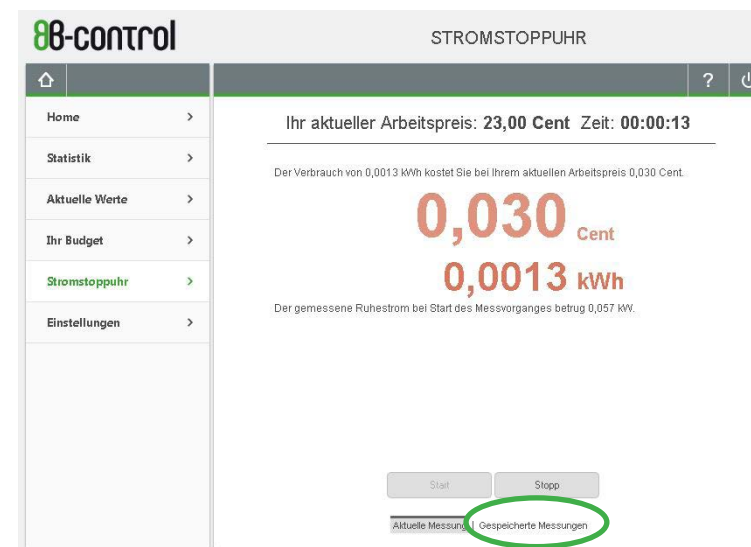 BB-control
STROMSTOPPUHR
?
Home >
Statistik >
Aktuelle Werte >
Ihr Budget >
Stromstoppuhr >
Einstellungen >
Ihr aktueller Arbeitspreis: 23,00 Cent Zeit: 00:00:13
Der Verbrauch von 0,0013 kWh kostet Sie bei Ihrem aktuellen Arbeitspreis 0,030 Cent.
0,030 Cent
0,0013 kWh
Der gemessene Ruhestrom bei Start des Messvorganges betrug 0,057 kW.
Start Stopp
Aktuelle Messung | Gespeicherte Messungen